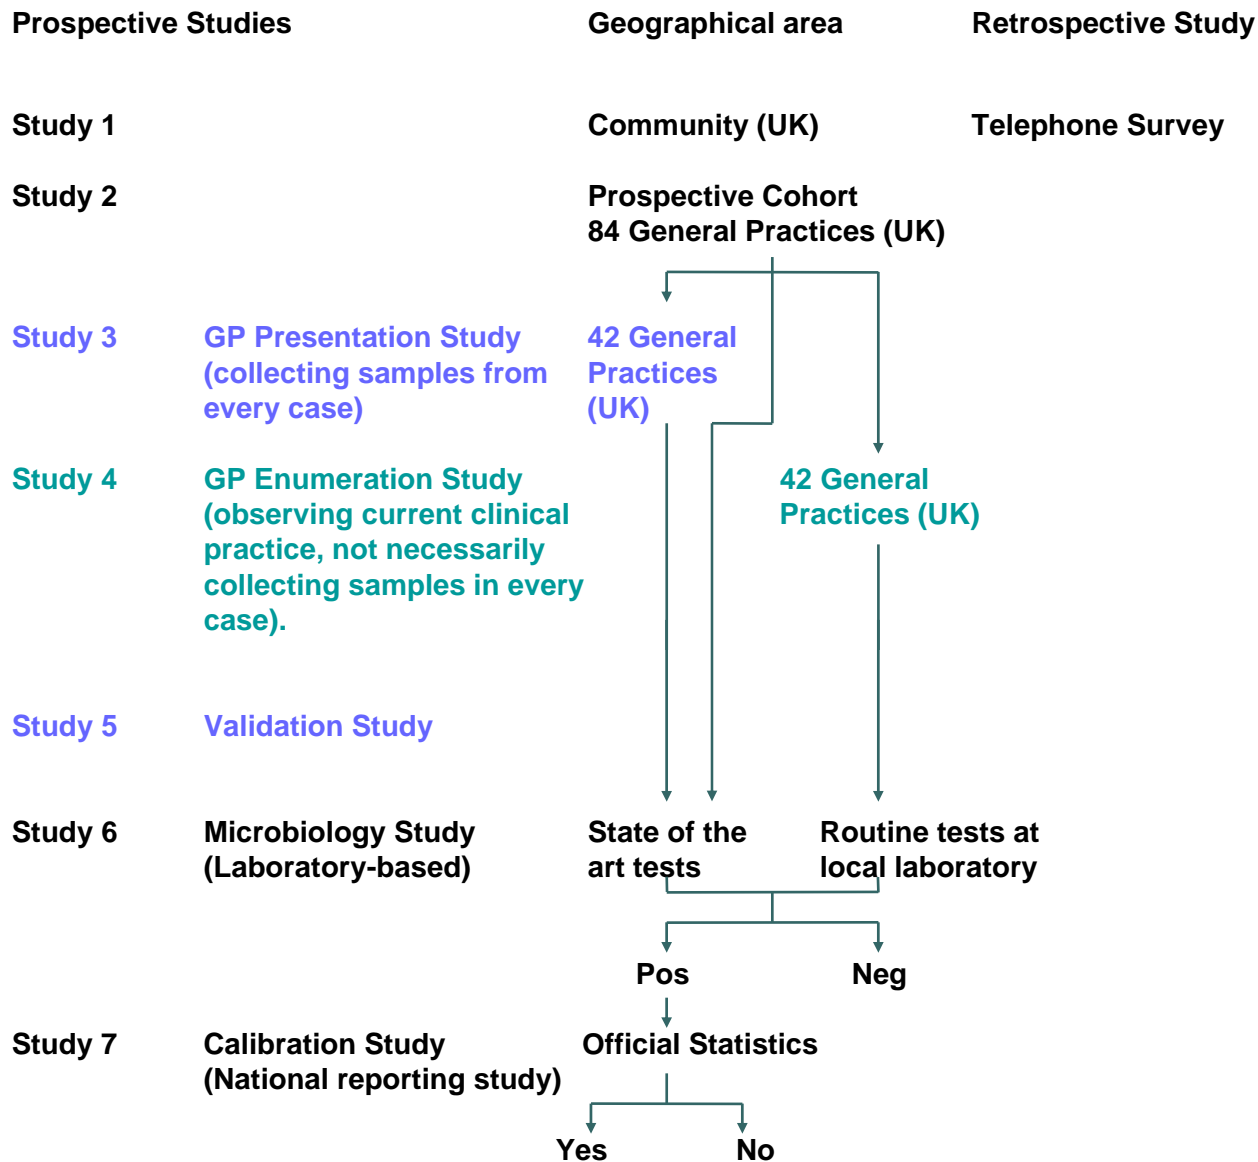 Prospective Studies Geographical area Retrospective Study
Study 1 Community (UK) Telephone Survey
Study 2 Prospective Cohort
84 General Practices (UK)
Study 3 GP Presentation Study 42 General
(collecting samples from Practices
every case) (UK)
Study 4 GP Enumeration Study 42 General
(observing current clinical Practices (UK)
practice, not necessarily
collecting samples in every
case).
Study 5 Validation Study
Study 6 Microbiology Study State of the Routine tests at
(Laboratory-based) art tests local laboratory
Pos Neg
Study 7 Calibration Study Official Statistics
(National reporting study)
Yes No